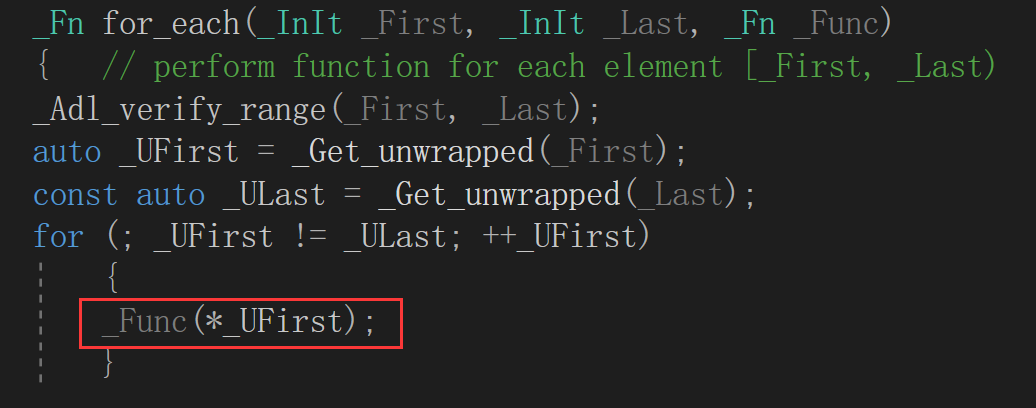 _Fn for_each(_InIt _First, _InIt _Last, _Fn _Func)
{ // perform function for each element [_First, _Last)
_Adl_verify_range(_First, _Last);
auto _UFirst = _Get_unwrapped(_First);
const auto _ULast = _Get_unwrapped(_Last);
for (; _UFirst != _ULast; ++_UFirst)
{
_Func(*_UFirst);
}